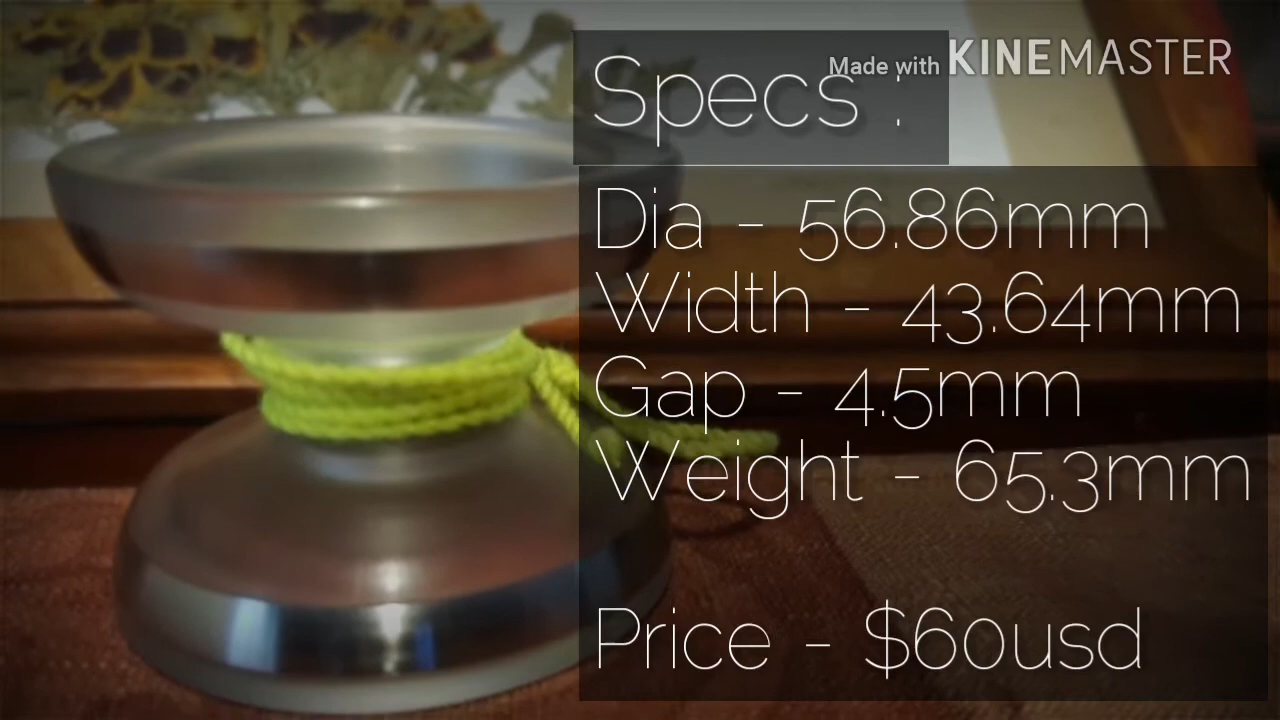 Made with KINEMASTER
Specs :
Dia - 56.86mm
Width - 43.64mm
Gap - 4.5mm
Weight - 65.3mm
Price - $60usd